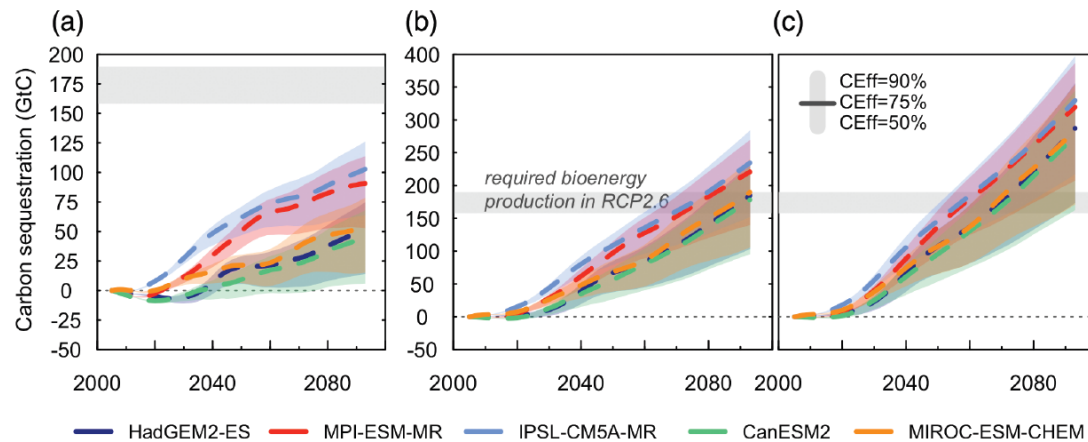 (a) (b) (c)
Carbon sequestration (GtC)
200
175
150
125
100
75
50
25
0
-25
-50
2000 2040 2080
400
350
300
250
200
150
100
50
0
-50
2000 2040 2080
required bioenergy
production in RCP2.6
CEff=90%
CEff=75%
CEff=50%
2000 2040 2080
HadGEM2-ES MPI-ESM-MR IPSL-CM5A-MR CanESM2 MIROC-ESM-CHEM